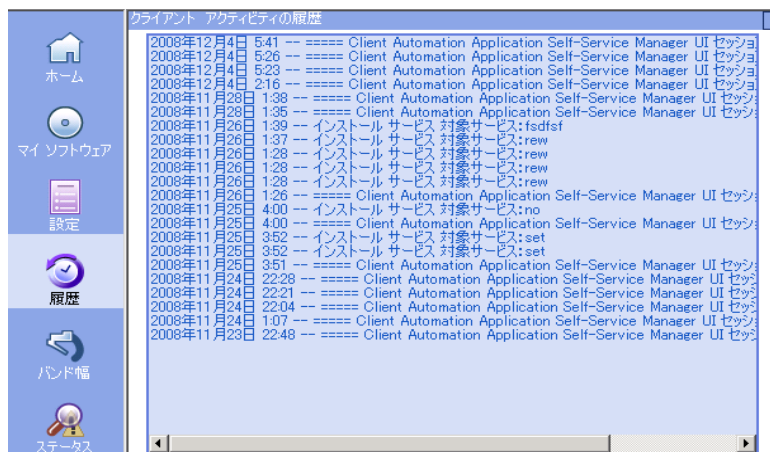 クライアント アクティビティの履歴
ホーム
マイ ソフトウェア
設定
履歴
バンド幅
ステータス
2008年12月4日 5:41 -- ===== Client Automation Application Self-Service Manager UI セッショ
2008年12月4日 5:26 -- ===== Client Automation Application Self-Service Manager UI セッショ
2008年12月4日 5:23 -- ===== Client Automation Application Self-Service Manager UI セッショ
2008年12月4日 2:16 -- ===== Client Automation Application Self-Service Manager UI セッショ
2008年11月28日 1:38 -- ===== Client Automation Application Self-Service Manager UI セッシ
2008年11月28日 1:35 -- ===== Client Automation Application Self-Service Manager UI セッシ
2008年11月26日 1:39 -- インストール サービス 対象サービス:fsdfsf
2008年11月26日 1:37 -- インストール サービス 対象サービス:rew
2008年11月26日 1:28 -- インストール サービス 対象サービス:rew
2008年11月26日 1:28 -- インストール サービス 対象サービス:rew
2008年11月26日 1:28 -- インストール サービス 対象サービス:rew
2008年11月26日 1:26 -- ===== Client Automation Application Self-Service Manager UI セッシ
2008年11月25日 4:00 -- インストール サービス 対象サービス:no
2008年11月25日 4:00 -- ===== Client Automation Application Self-Service Manager UI セッシ
2008年11月25日 3:52 -- インストール サービス 対象サービス:set
2008年11月25日 3:52 -- インストール サービス 対象サービス:set
2008年11月25日 3:51 -- ===== Client Automation Application Self-Service Manager UI セッシ
2008年11月24日 22:28 -- ===== Client Automation Application Self-Service Manager UI セッシ
2008年11月24日 22:21 -- ===== Client Automation Application Self-Service Manager UI セッシ
2008年11月24日 22:04 -- ===== Client Automation Application Self-Service Manager UI セッシ
2008年11月24日 1:07 -- ===== Client Automation Application Self-Service Manager UI セッシ
2008年11月23日 22:48 -- ===== Client Automation Application Self-Service Manager UI セッシ